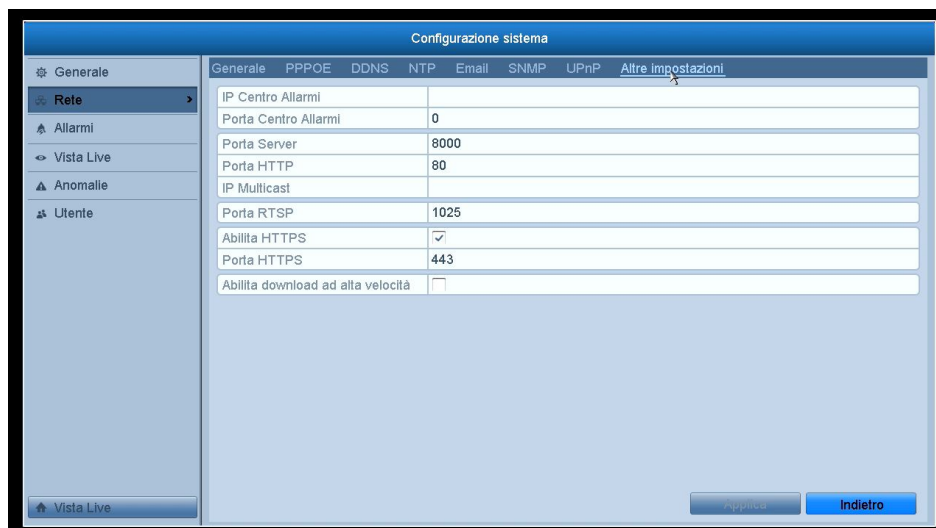 Configurazione sistema
Generale
Rete
Allarmi
Vista Live
Anomalie
Utente
Vista Live
Generale PPPOE DDNS NTP Email SNMP UPnP Altre impostazioni
IP Centro Allarmi
Porta Centro Allarmi 0
Porta Server 8000
Porta HTTP 80
IP Multicast
Porta RTSP 1025
Abilita HTTPS
Porta HTTPS 443
Abilita download ad alta velocità
Applica Indietro